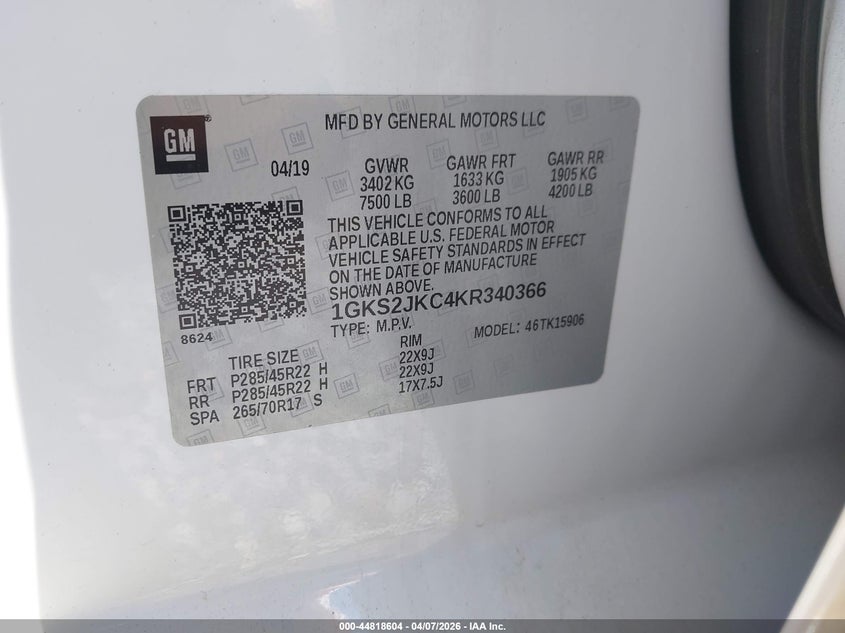 GM
MFD BY GENERAL MOTORS LLC
04/19
GVWR GAWR FRT GAWR RR
3402 KG 1633 KG 1905 KG
7500 LB 3600 LB 4200 LB
THIS VEHICLE CONFORMS TO ALL
APPLICABLE U.S. FEDERAL MOTOR
VEHICLE SAFETY STANDARDS IN EFFECT
ON THE DATE OF MANUFACTURE
SHOWN ABOVE.
1GKS2JKC4KR340366
TYPE: M.P.V. MODEL: 46TK15906
8624
TIRE SIZE RIM
FRT P285/45R22 H 22X9J
RR P285/45R22 H 22X9J
SPA 265/70R17 S 17X7.5J
000-44818604 | 04/07/2026 - IAA Inc.